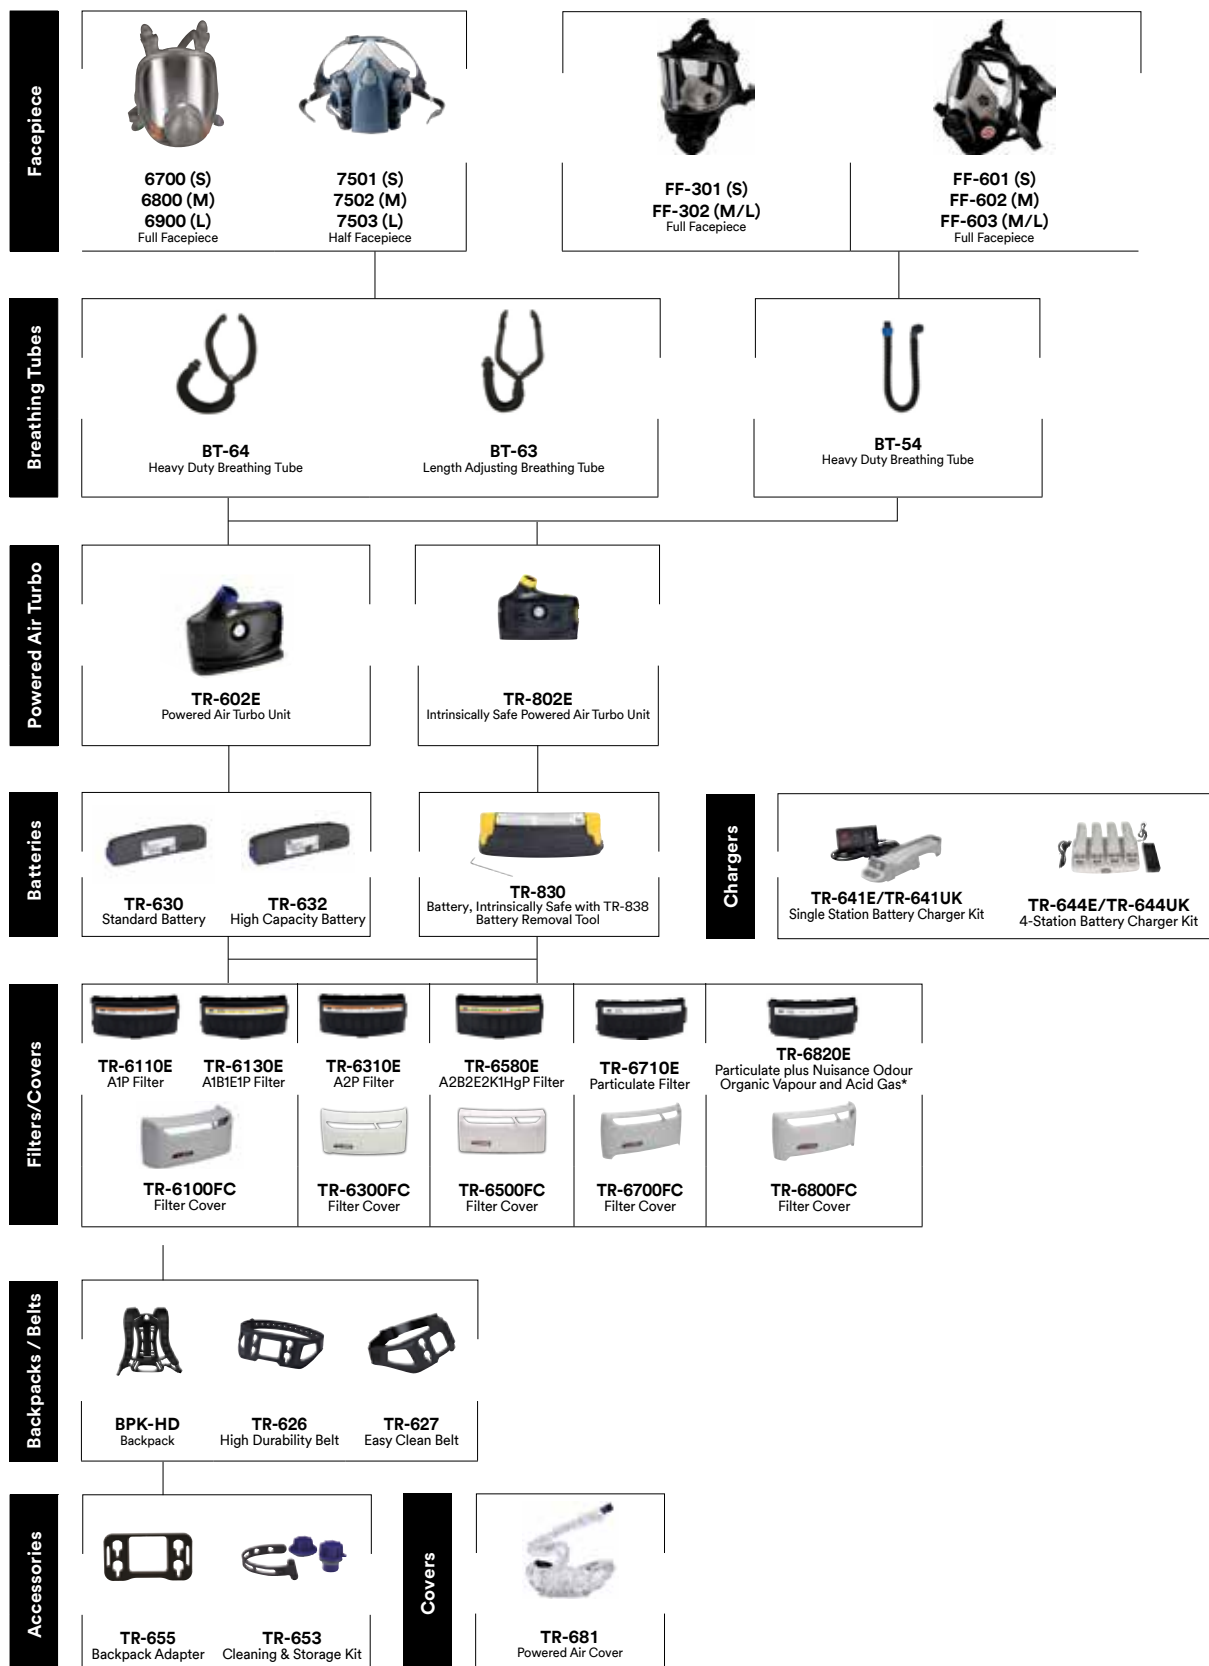 Facepiece
6700 (S)
6800 (M)
6900 (L)
Full Facepiece
7501 (S)
7502 (M)
7503 (L)
Half Facepiece
FF-301 (S)
FF-302 (M/L)
Full Facepiece
FF-601 (S)
FF-602 (M)
FF-603 (M/L)
Full Facepiece
Breathing Tubes
BT-64
Heavy Duty Breathing Tube
BT-63
Length Adjusting Breathing Tube
BT-54
Heavy Duty Breathing Tube
Powered Air Turbo
TR-602E
Powered Air Turbo Unit
TR-802E
Intrinsically Safe Powered Air Turbo Unit
Batteries
TR-630
Standard Battery
TR-632
High Capacity Battery
TR-830
Battery, Intrinsically Safe with TR-838
Battery Removal Tool
Chargers
TR-641E/TR-641UK
Single Station Battery Charger Kit
TR-644E/TR-644UK
4-Station Battery Charger Kit
Filters/Covers
TR-6110E
A1P Filter
TR-6130E
A1B1E1P Filter
TR-6310E
A2P Filter
TR-6580E
A2B2E2K1HgP Filter
TR-6710E
Particulate Filter
TR-6820E
Particulate plus Nuisance Odour
Organic Vapour and Acid Gas*
TR-6100FC
Filter Cover
TR-6300FC
Filter Cover
TR-6500FC
Filter Cover
TR-6700FC
Filter Cover
TR-6800FC
Filter Cover
Backpacks / Belts
BPK-HD
Backpack
TR-626
High Durability Belt
TR-627
Easy Clean Belt
Accessories
TR-655
Backpack Adapter
TR-653
Cleaning & Storage Kit
Covers
TR-681
Powered Air Cover